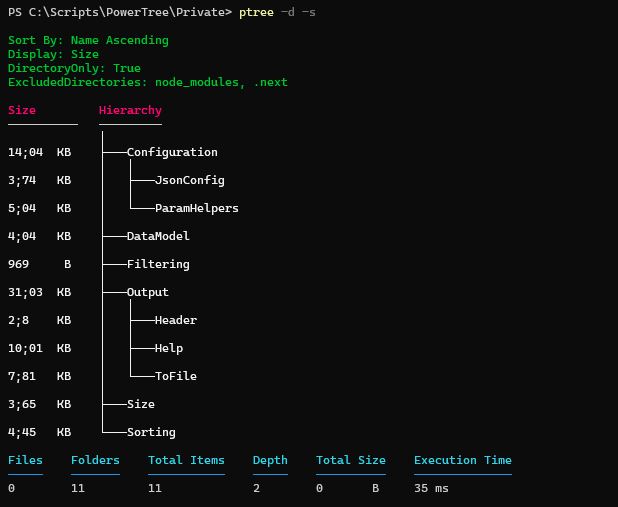 PS C:\Scripts\PowerTree\Private> ptree -d -s
Sort By: Name Ascending
Display: Size
DirectoryOnly: True
ExcludedDirectories: node_modules, .next
Size Hierarchy
14;04 KB Configuration
3;74 KB JsonConfig
5;04 KB ParamHelpers
4;04 KB DataModel
969 B Filtering
31;03 KB Output
2;8 KB Header
10;01 KB Help
7;81 KB ToFile
3;65 KB Size
4;45 KB Sorting
Files Folders Total Items Depth Total Size Execution Time
0 11 11 2 0 B 35 ms